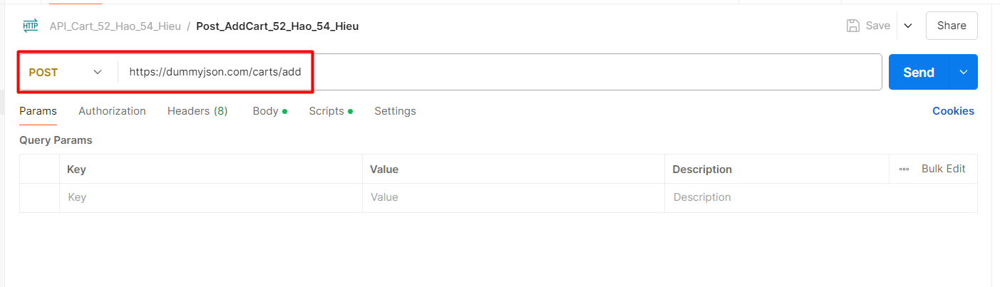 HTTP API_Cart_52_Hao_54_Hieu / Post_AddCart_52_Hao_54_Hieu Save Share
POST https://dummyjson.com/carts/add Send
Params Authorization Headers (8) Body Scripts Settings Cookies
Query Params
Key Value Description Bulk Edit
Key Value Description